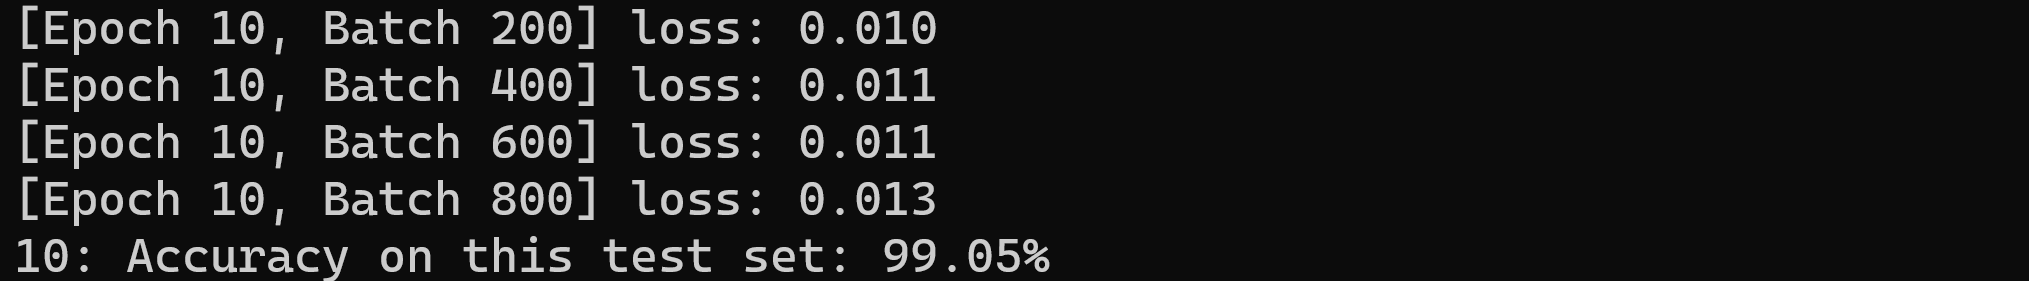 [Epoch 10, Batch 200] loss: 0.010
[Epoch 10, Batch 400] loss: 0.011
[Epoch 10, Batch 600] loss: 0.011
[Epoch 10, Batch 800] loss: 0.013
10: Accuracy on this test set: 99.05%